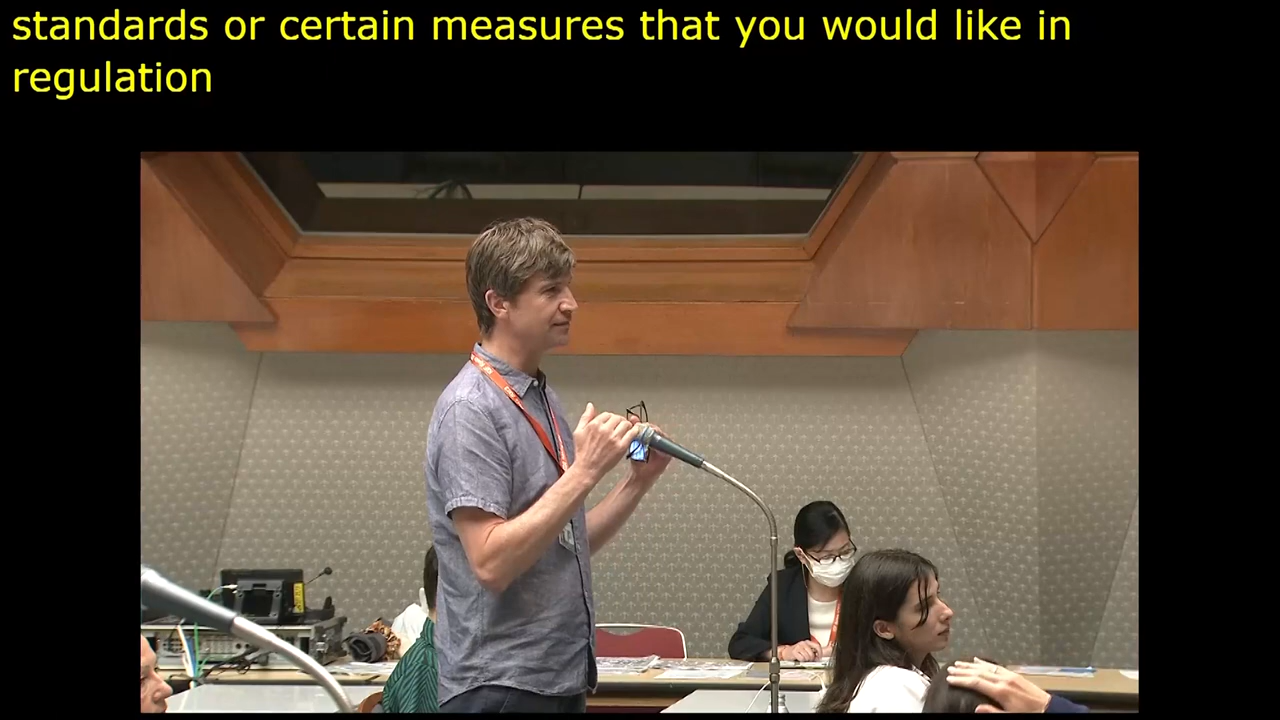 standards or certain measures that you would like in
regulation